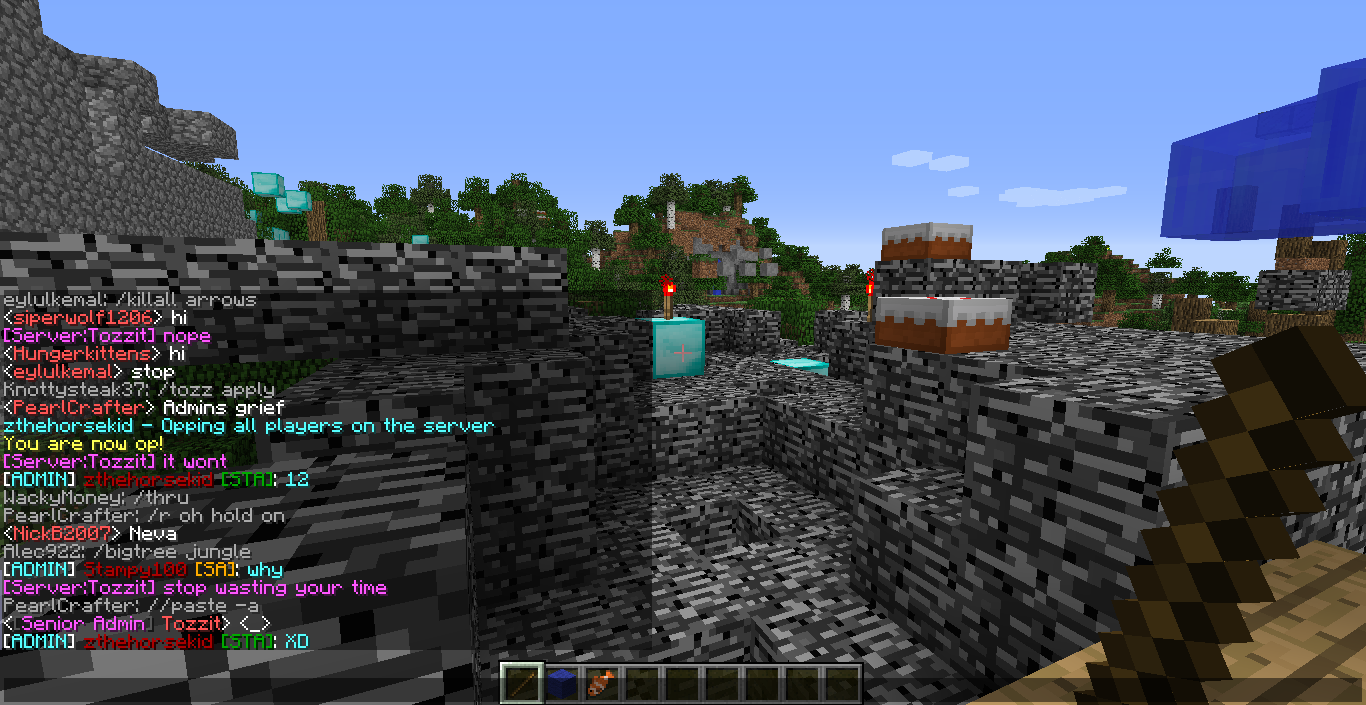 eylulkemal: /killall arrows
<siperwolf1206> hi
[Server:Tozzit] nope
<Hungerkittens> hi
<eylulkemal> stop
Knottysteak37: /tozz apply
<PearlCrafter> Admins grief
zthehorsekid - Opping all players on the server
You are now op!
[Server:Tozzit] it wont
[ADMIN] zthehorsekid [STA]: 12
WackyMoney: /thru
PearlCrafter: /r oh hold on
<NickB2007> Neva
Alec922: /bigtree jungle
[ADMIN] Stampy100 [SA]: why
[Server:Tozzit] stop wasting your time
PearlCrafter: //paste -a
<[Senior Admin] Tozzit> <_>
[ADMIN] zthehorsekid [STA]: XD